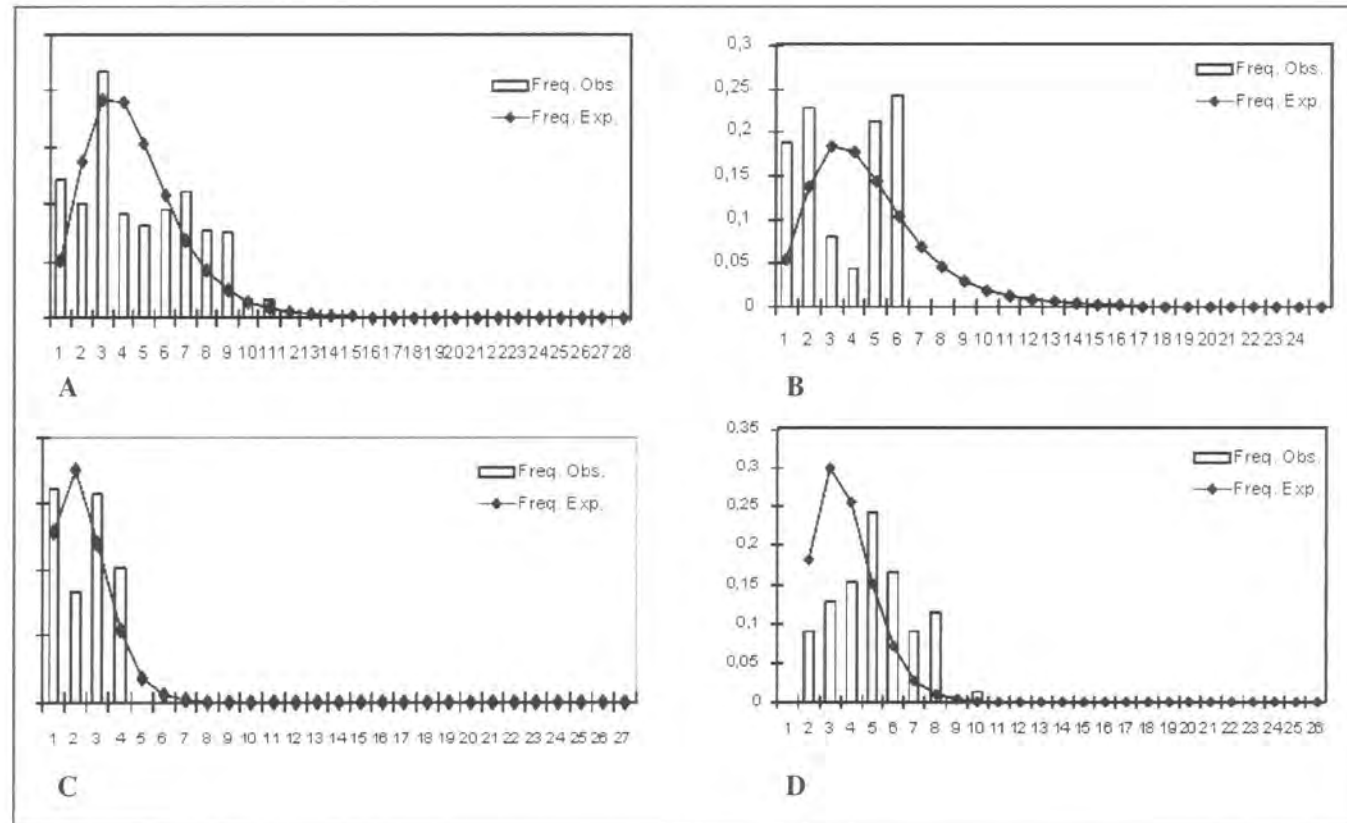 Freq. Obs.
Freq. Exp.
1 2 3 4 5 6 7 8 9 10 11 12 13 14 15 16 17 18 19 20 21 22 23 24 25 26 27 28
A
0,3
0,25
0,2
0,15
0,1
0,05
0
Freq. Obs.
Freq. Exp.
1 2 3 4 5 6 7 8 9 10 11 12 13 14 15 16 17 18 19 20 21 22 23 24
B
Freq. Obs.
Freq. Exp.
1 2 3 4 5 6 7 8 9 10 11 12 13 14 15 16 17 18 19 20 21 22 23 24 25 26 27
C
0,35
0,3
0,25
0,2
0,15
0,1
0,05
0
Freq. Obs.
Freq. Exp.
1 2 3 4 5 6 7 8 9 10 11 12 13 14 15 16 17 18 19 20 21 22 23 24 25 26
D